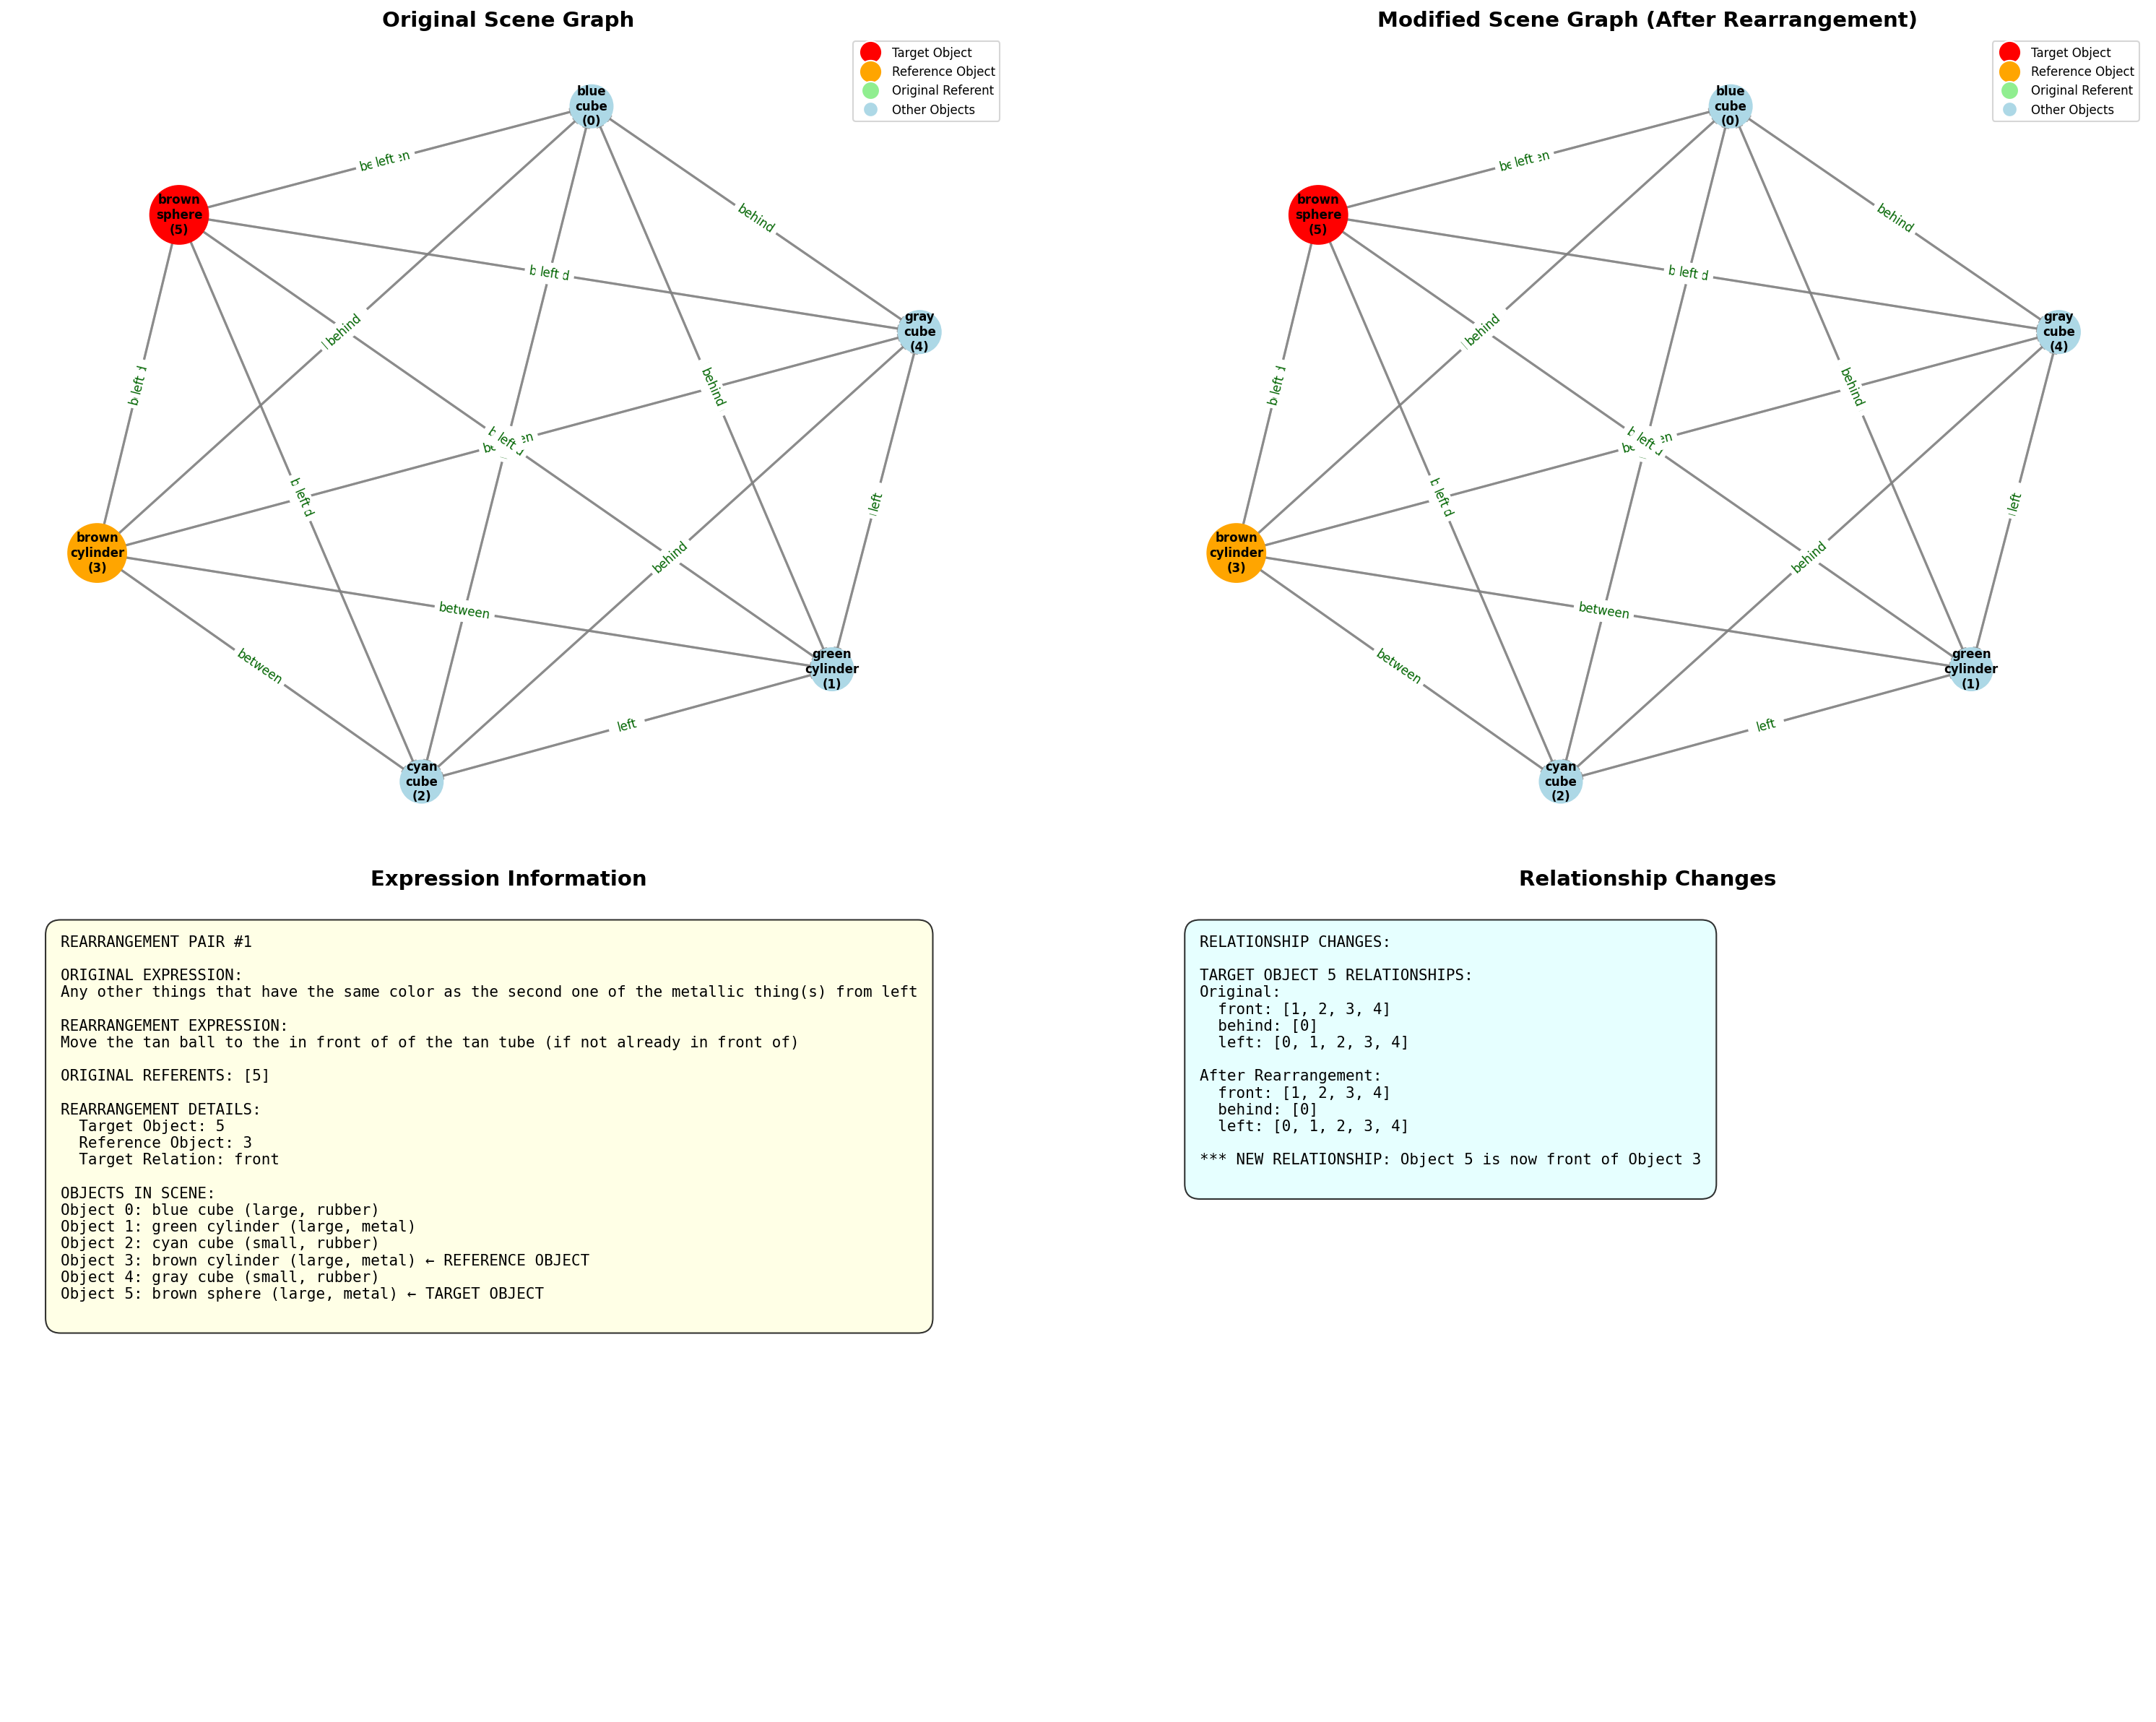 Original Scene Graph
Target Object
Reference Object
Original Referent
Other Objects
blue
cube
(0)
brown
sphere
(5)
gray
cube
(4)
brown
cylinder
(3)
green
cylinder
(1)
cyan
cube
(2)
left
behind
left
behind
left
behind
left
left
left
behind
between
between
left
Modified Scene Graph (After Rearrangement)
Target Object
Reference Object
Original Referent
Other Objects
blue
cube
(0)
brown
sphere
(5)
gray
cube
(4)
brown
cylinder
(3)
green
cylinder
(1)
cyan
cube
(2)
left
behind
left
behind
left
behind
left
left
left
behind
between
between
left
Expression Information
REARRANGEMENT PAIR #1
ORIGINAL EXPRESSION:
Any other things that have the same color as the second one of the metallic thing(s) from left
REARRANGEMENT EXPRESSION:
Move the tan ball to the in front of of the tan tube (if not already in front of)
ORIGINAL REFERENTS: [5]
REARRANGEMENT DETAILS:
Target Object: 5
Reference Object: 3
Target Relation: front
OBJECTS IN SCENE:
Object 0: blue cube (large, rubber)
Object 1: green cylinder (large, metal)
Object 2: cyan cube (small, rubber)
Object 3: brown cylinder (large, metal) ← REFERENCE OBJECT
Object 4: gray cube (small, rubber)
Object 5: brown sphere (large, metal) ← TARGET OBJECT
Relationship Changes
RELATIONSHIP CHANGES:
TARGET OBJECT 5 RELATIONSHIPS:
Original:
front: [1, 2, 3, 4]
behind: [0]
left: [0, 1, 2, 3, 4]
After Rearrangement:
front: [1, 2, 3, 4]
behind: [0]
left: [0, 1, 2, 3, 4]
*** NEW RELATIONSHIP: Object 5 is now front of Object 3